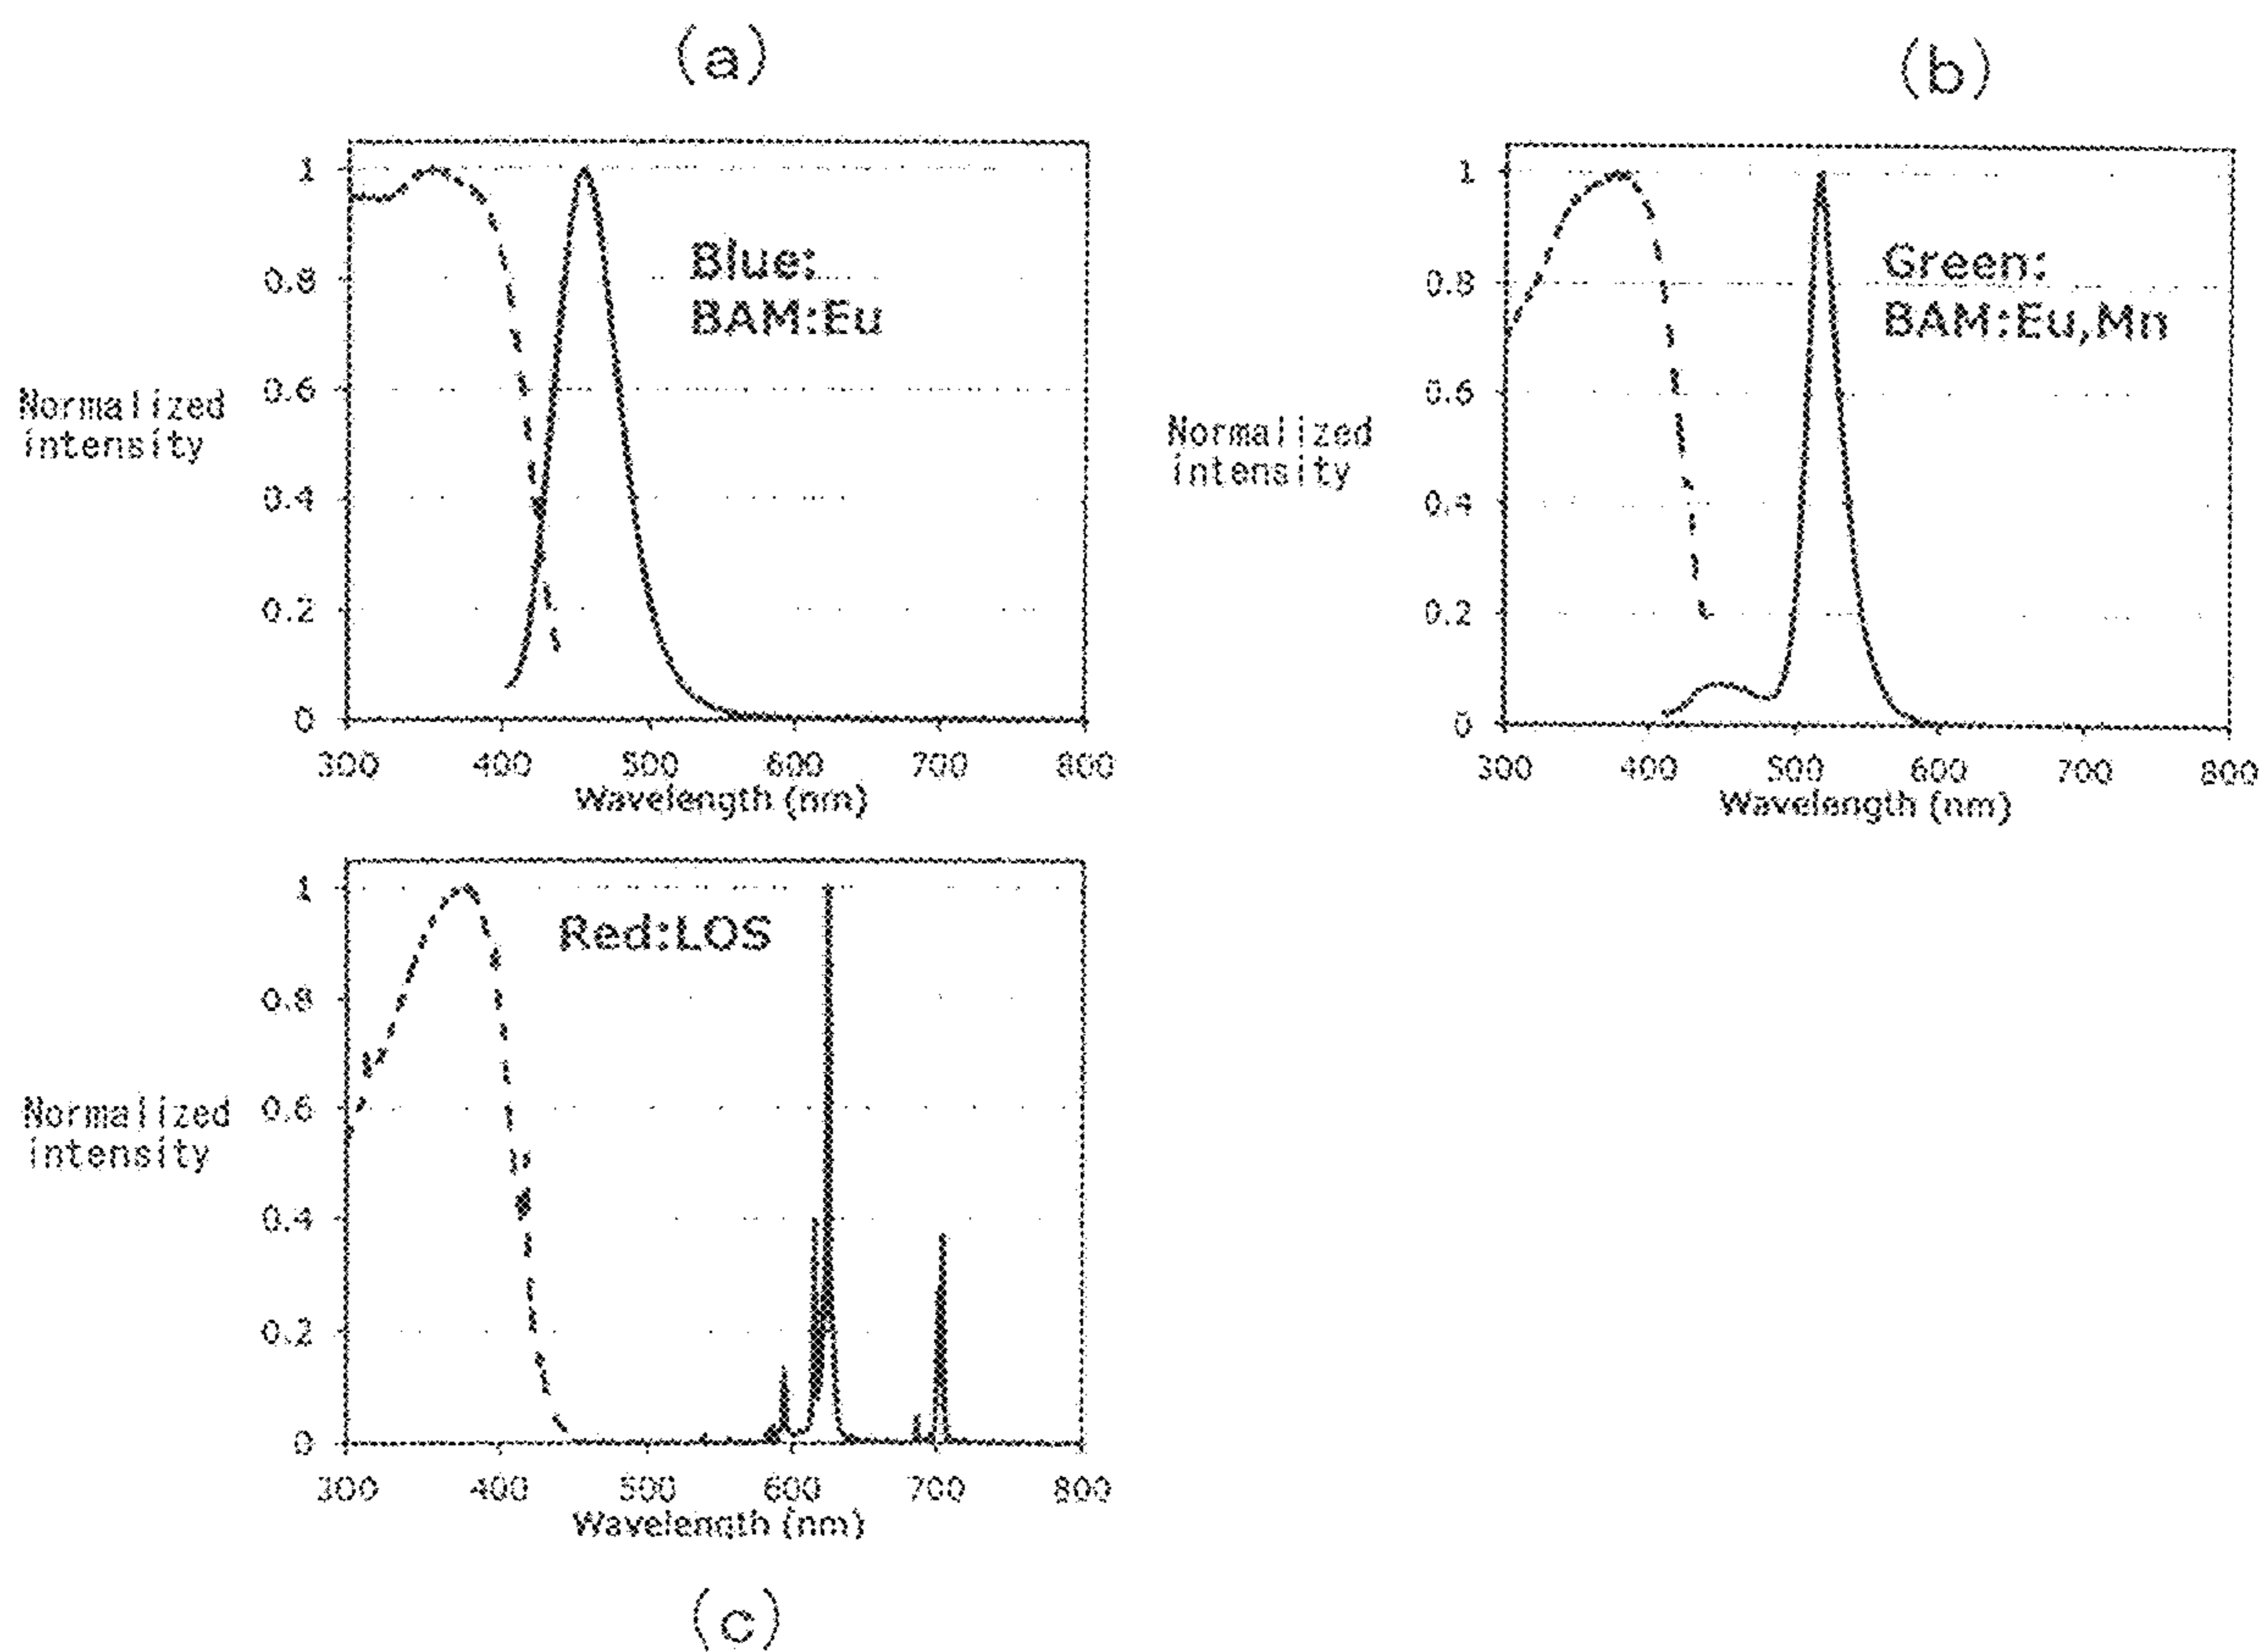 (a)
1
0.8
0.6
0.4
0.2
0
Normalized
intensity
Blue:
BAM:Eu
300 400 500 600 700 800
Wavelength (nm)
(b)
1
0.8
0.6
0.4
0.2
0
Normalized
intensity
Green:
BAM:Eu,Mn
300 400 500 600 700 800
Wavelength (nm)
1
0.8
0.6
0.4
0.2
0
Normalized
intensity
Red:LOS
300 400 500 600 700 800
Wavelength (nm)
(c)